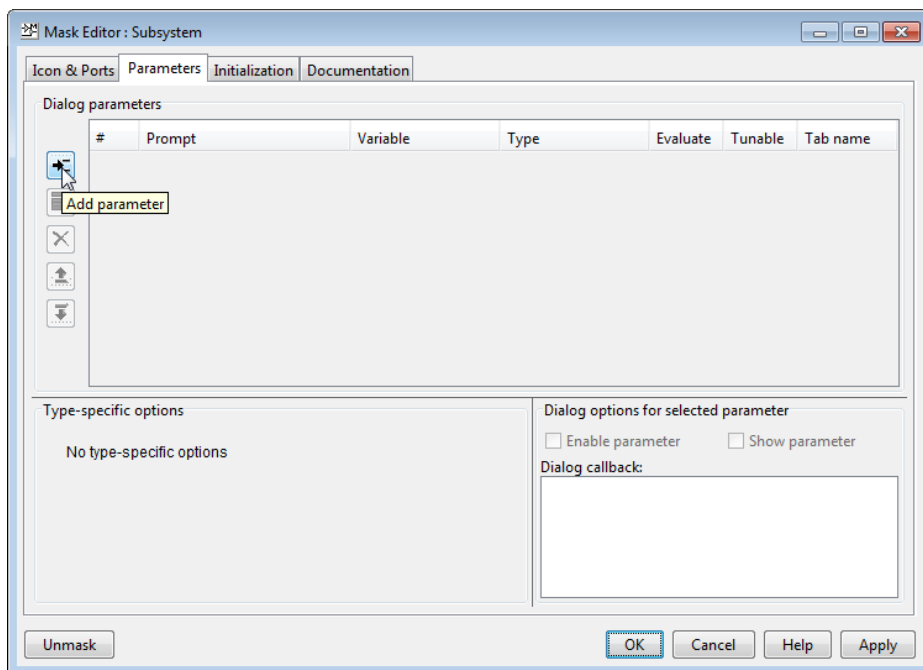 Mask Editor : Subsystem
Icon & Ports Parameters Initialization Documentation
Dialog parameters
# Prompt Variable Type Evaluate Tunable Tab name
Add parameter
Type-specific options
No type-specific options
Dialog options for selected parameter
Enable parameter Show parameter
Dialog callback:
Unmask OK Cancel Help Apply